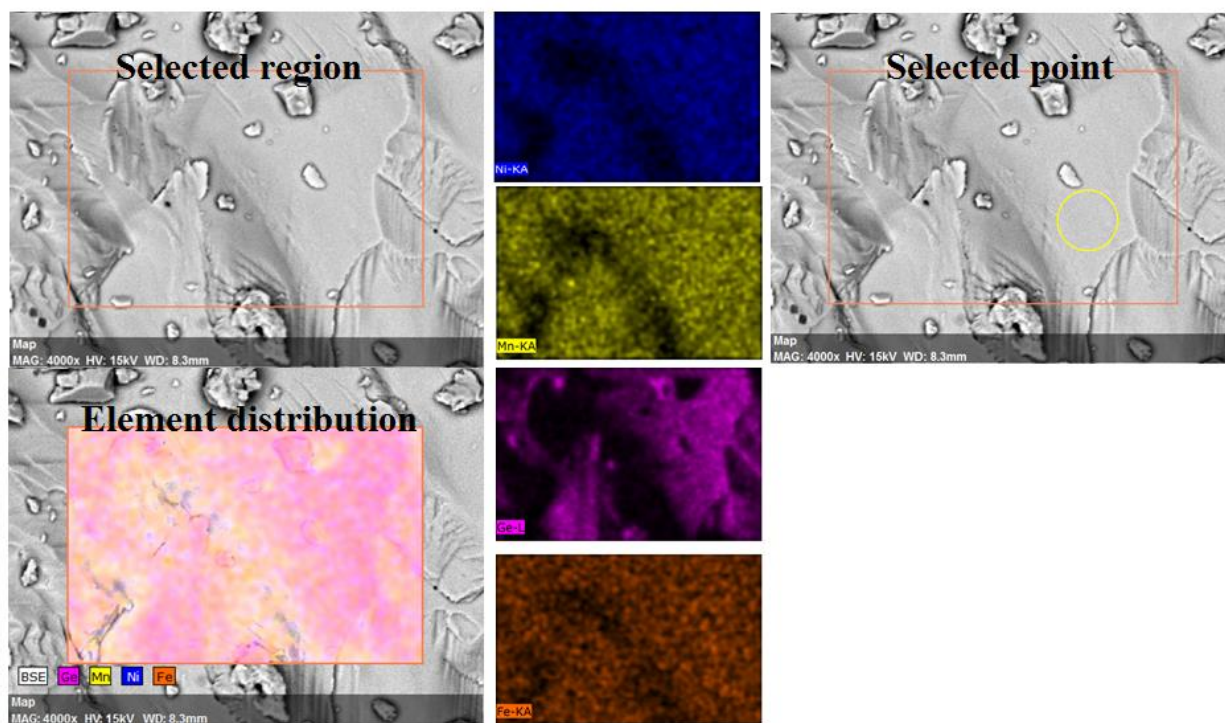 Selected region
Map
MAG: 4000x HV: 15kV WD: 8.3mm
Ni-KA
Mn-KA
Selected point
Map
MAG: 4000x HV: 15kV WD: 8.3mm
Element distribution
BSE Ge Mn Ni Fe
Map
MAG: 4000x HV: 15kV WD: 8.3mm
Ge-L
Fe-KA